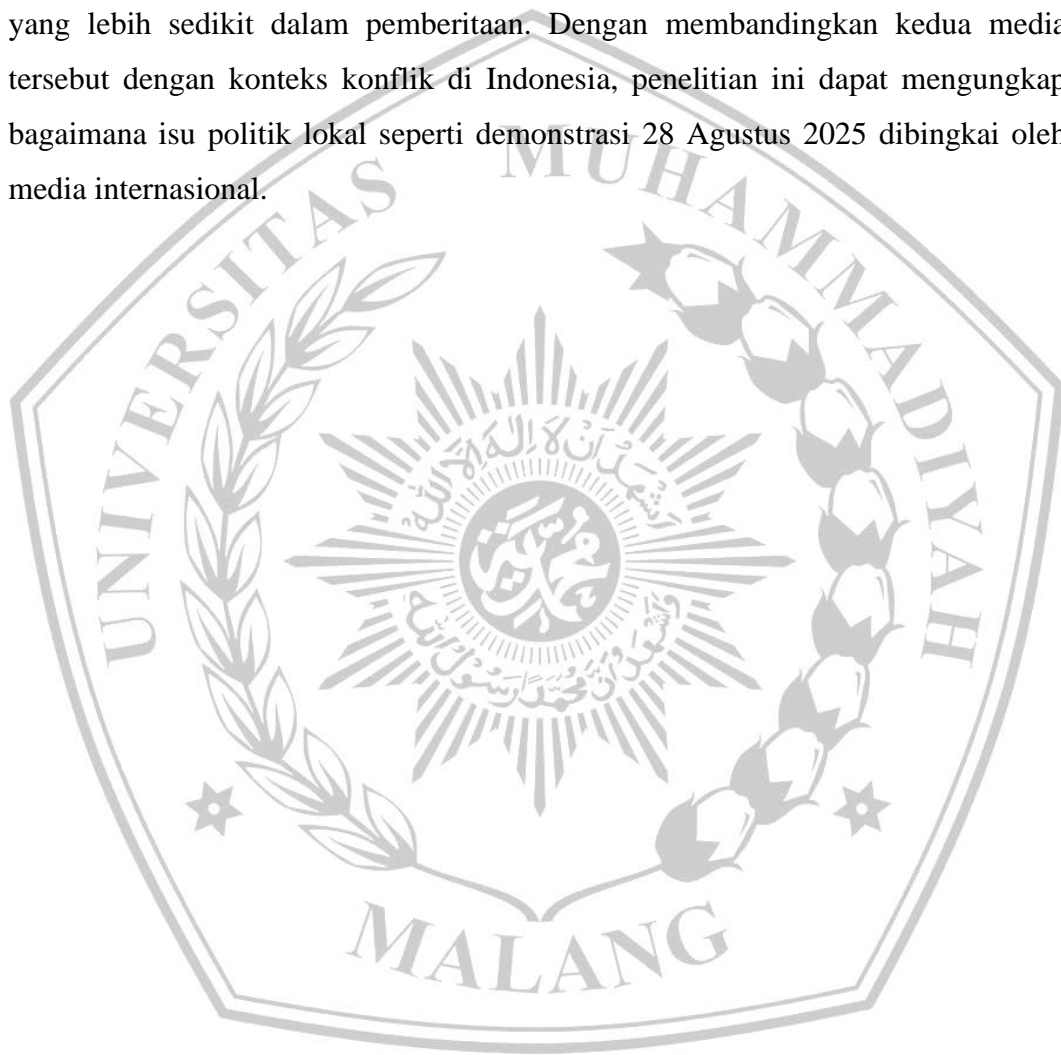 yang lebih sedikit dalam pemberitaan. Dengan membandingkan kedua media
tersebut dengan konteks konflik di Indonesia, penelitian ini dapat mengungkap
bagaimana isu politik lokal seperti demonstrasi 28 Agustus 2025 dibingkai oleh
media internasional.
UNIVERSITAS MUHAMMADIYAH
MALANG